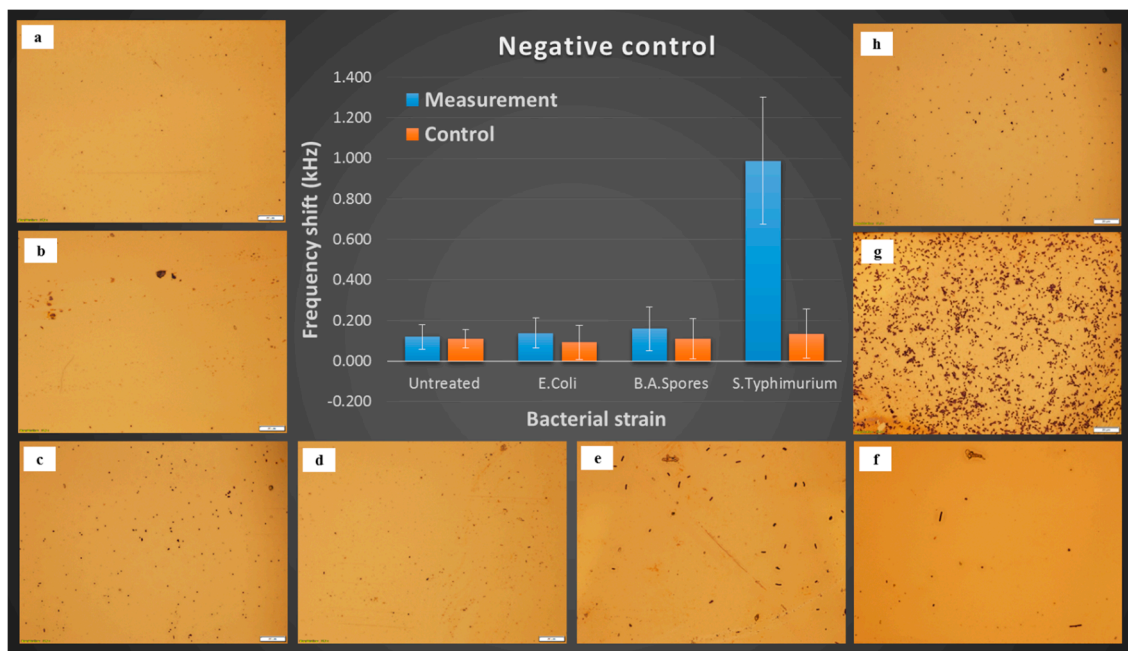 a
Negative control
h
1.400
1.200
1.000
0.800
0.600
0.400
0.200
0.000
-0.200
Frequency shift (kHz)
Measurement
Control
Untreated
E.Coli
B.A.Spores
S.Typhimurium
Bacterial strain
b
g
c
d
e
f